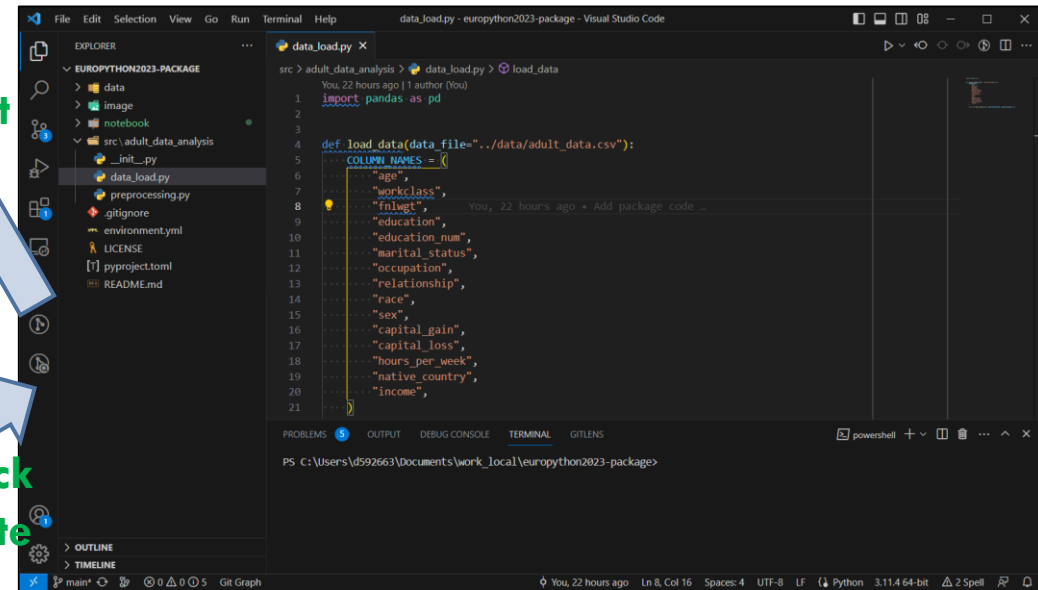 File Edit Selection View Go Run Terminal Help data_load.py - europython2023-package - Visual Studio Code
EXPLORER
data_load.py
EUROPYTHON2023-PACKAGE
data
image
notebook
src \ adult_data_analysis
__init__.py
data_load.py
preprocessing.py
.gitignore
environment.yml
LICENSE
[T] pyproject.toml
README.md
OUTLINE
TIMELINE
3
1
1
t
ck
te
src > adult_data_analysis > data_load.py > load_data
You, 22 hours ago | 1 author (You)
1 import pandas as pd
2
3
4 def load_data(data_file="../data/adult_data.csv"):
5 COLUMN_NAMES = (
6 "age",
7 "workclass",
8 "fnlwgt", You, 22 hours ago • Add package code …
9 "education",
10 "education_num",
11 "marital_status",
12 "occupation",
13 "relationship",
14 "race",
15 "sex",
16 "capital_gain",
17 "capital_loss",
18 "hours_per_week",
19 "native_country",
20 "income",
21 )
PROBLEMS 5 OUTPUT DEBUG CONSOLE TERMINAL GITLENS powershell
PS C:\Users\d592663\Documents\work_local\europython2023-package>
main* 0 0 5 Git Graph You, 22 hours ago Ln 8, Col 16 Spaces: 4 UTF-8 LF Python 3.11.4 64-bit 2 Spell